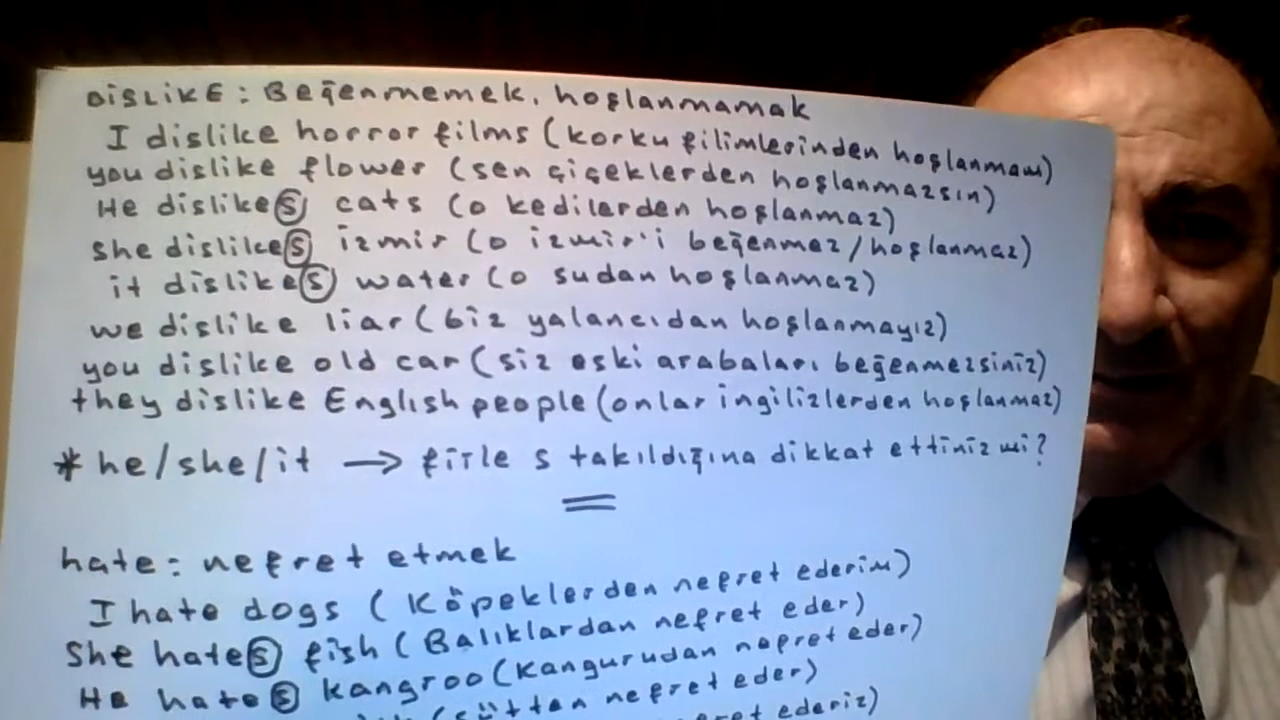 DISLIKE: Beğenmemek, hoşlanmamak
I dislike horror films (korku filimlerinden hoşlanmam)
you dislike flower (sen çiçeklerden hoşlanmazsın)
He dislikes cats (o kedilerden hoşlanmaz)
she dislikes izmir (o izmir'i beğenmez/hoşlanmaz)
it dislikes water (o sudan hoşlanmaz)
we dislike liar (biz yalancıdan hoşlanmayız)
you dislike old car (siz eski arabaları beğenmezsiniz)
they dislike English people (onlar ingilizlerden hoşlanmaz)
* he/she/it → fiile s takıldığına dikkat ettiniz mi?
hate: nefret etmek
I hate dogs (Köpeklerden nefret ederim)
She hates fish (Balıklardan nefret eder)
He hates kangroo (kangurudan nefret eder)
(sütten nefret eder)
ederiz)